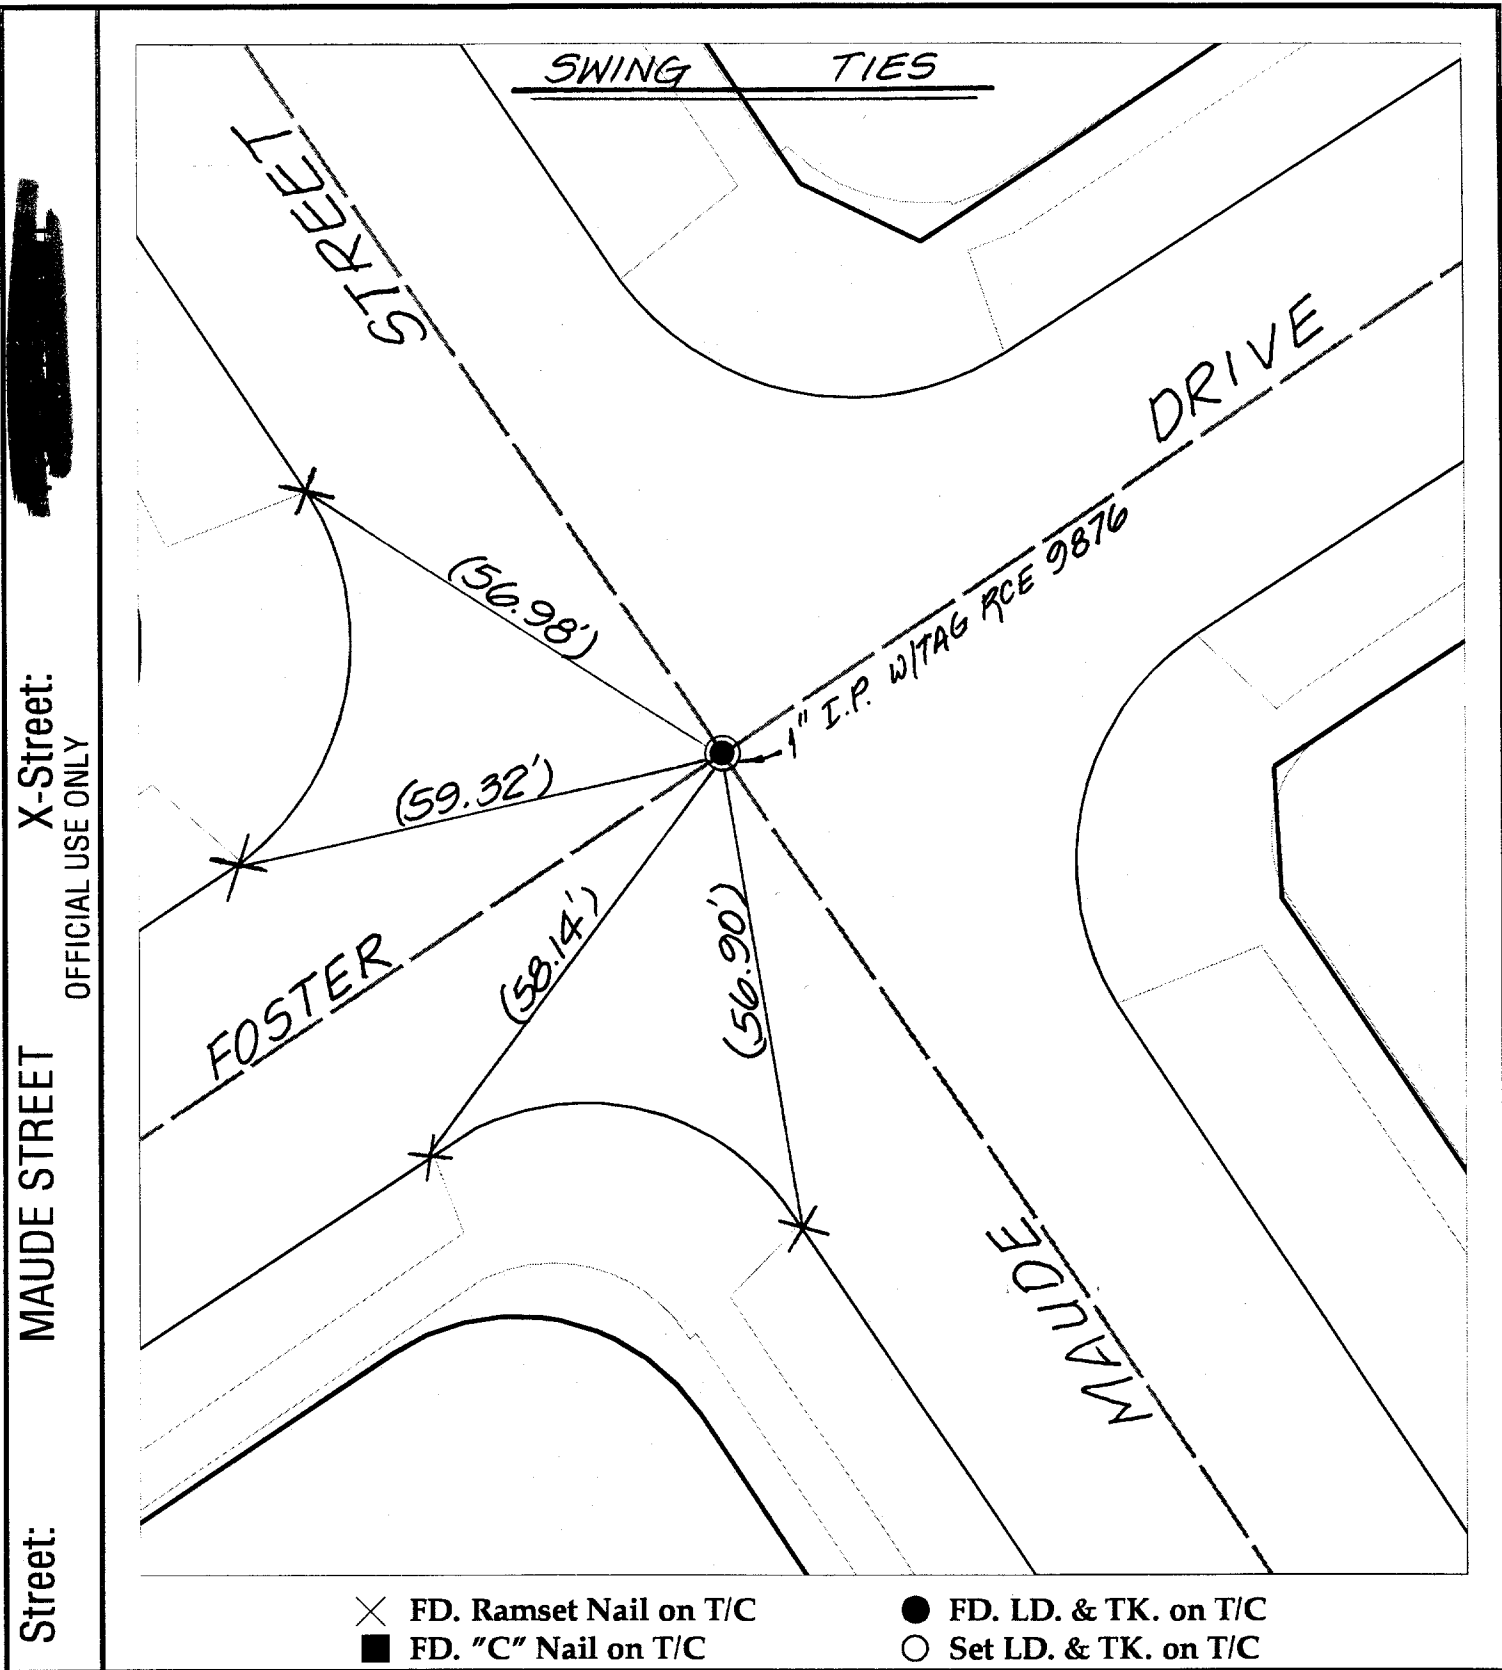 SWING TIES
STREET
DRIVE
(56.98')
1" I.P. W/TAG RCE 9876
(59.32')
(58.14')
(56.90')
FOSTER
MAUDE
X-Street:
OFFICIAL USE ONLY
Street: MAUDE STREET
FD. Ramset Nail on T/C
FD. "C" Nail on T/C
FD. LD. & TK. on T/C
Set LD. & TK. on T/C